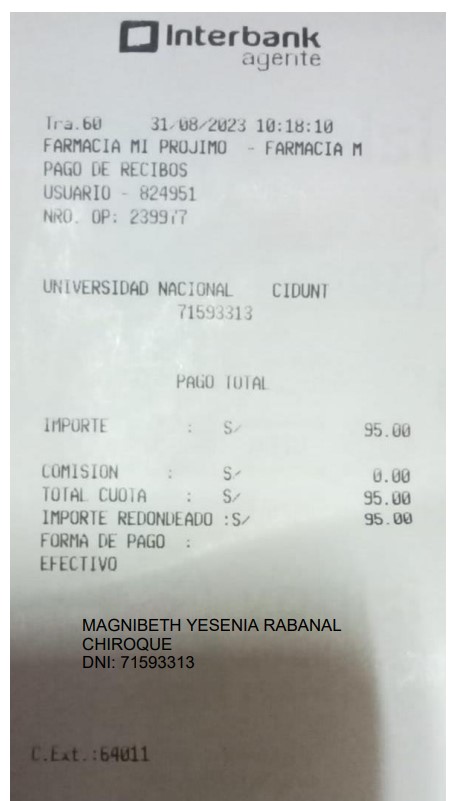 Interbank
agente
Tra.60 31/08/2023 10:18:10
FARMACIA MI PROJIMO - FARMACIA M
PAGO DE RECIBOS
USUARIO - 824951
NRO. OP: 239977
UNIVERSIDAD NACIONAL CIDUNT
71593313
PAGO TOTAL
IMPORTE : S/ 95.00
COMISION : S/ 0.00
TOTAL CUOTA : S/ 95.00
IMPORTE REDONDEADO :S/ 95.00
FORMA DE PAGO :
EFECTIVO
MAGNIBETH YESENIA RABANAL
CHIROQUE
DNI: 71593313
C.Ext.:64011